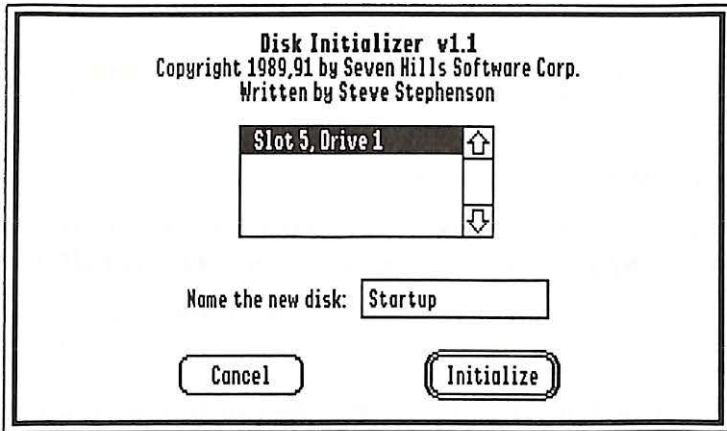 Disk Initializer v1.1
Copyright 1989,91 by Seven Hills Software Corp.
Written by Steve Stephenson
Slot 5, Drive 1
Name the new disk: Startup
Cancel Initialize